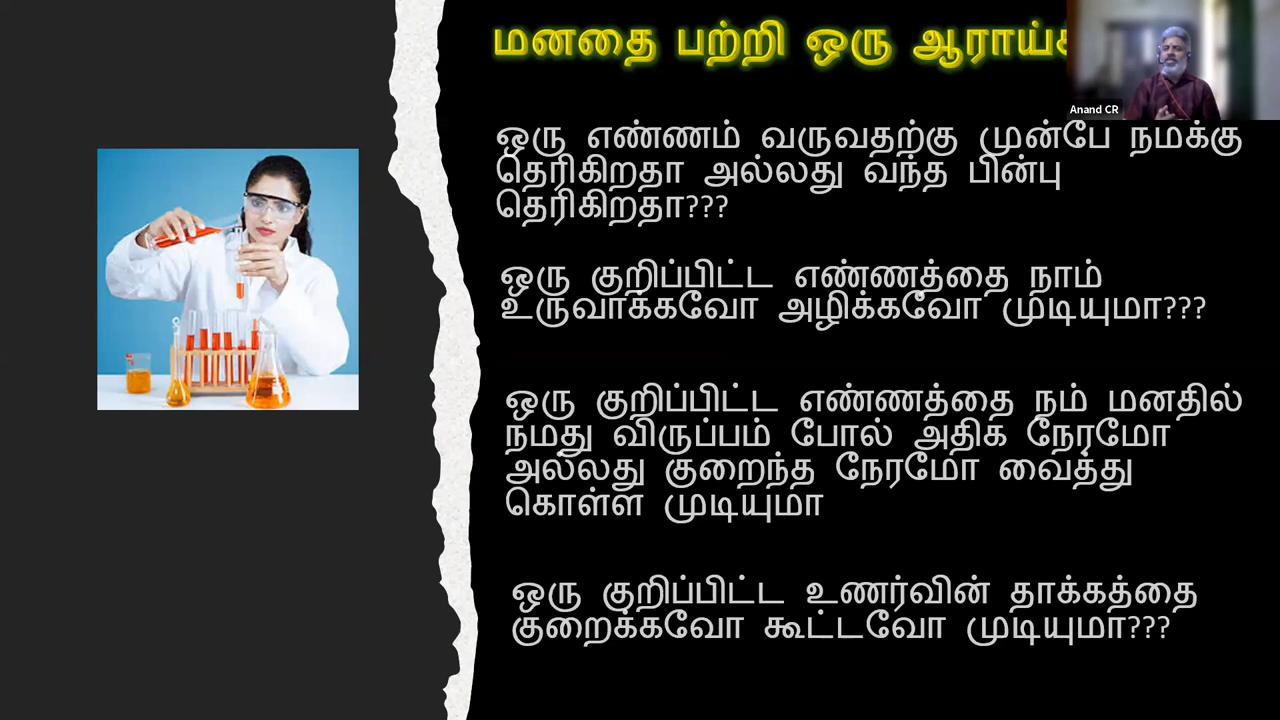 மனதை பற்றி ஒரு
Anand CR
ஒரு எண்ணம் வருவதற்கு முன்பே நமக்கு
தெரிகிறதா அல்லது வந்த பின்பு
தெரிகிறதா???
ஒரு குறிப்பிட்ட எண்ணத்தை நாம்
உருவாக்கவோ அழிக்கவோ முடியுமா???
ஒரு குறிப்பிட்ட எண்ணத்தை நம் மனதில்
நமது விருப்பம் போல் அதிக நேரமோ
அல்லது குறைந்த நேரமோ வைத்து
கொள்ள முடியுமா
ஒரு குறிப்பிட்ட உணர்வின் தாக்கத்தை
குறைக்கவோ கூட்டவோ முடியுமா???